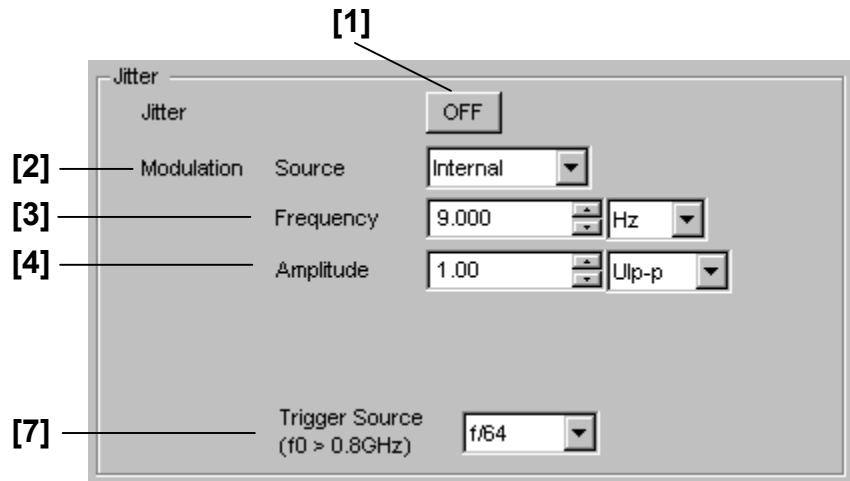 [1]
Jitter
Jitter OFF
[2] Modulation Source Internal
[3] Frequency 9.000 Hz
[4] Amplitude 1.00 UIp-p
[7] Trigger Source f/64
(f0 > 0.8GHz)